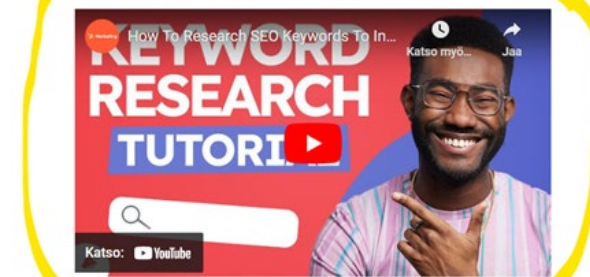 How To Research SEO Keywords To In...
Katso myö...
Jaa
KEYWORD
RESEARCH
TUTORIAL
Katso: YouTube